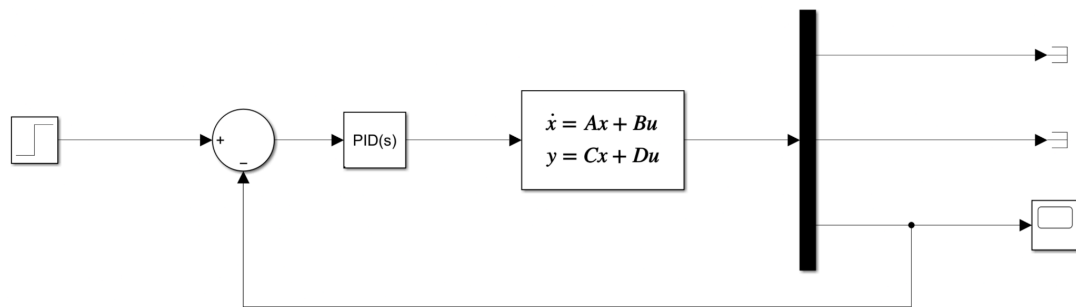 +
−
PID(s)
ẋ = Ax + Bu
y = Cx + Du